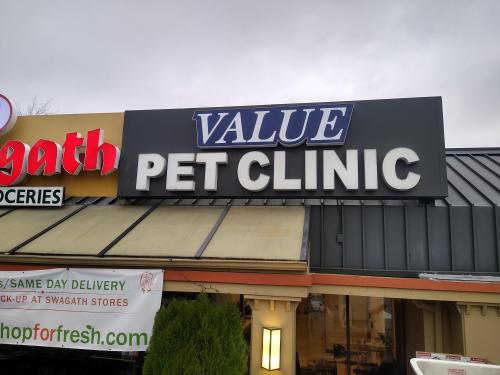 VALUE
PET CLINIC
gath
OCERIES
s/SAME DAY DELIVERY
CK-UP AT SWAGATH STORES
hopforfresh.com